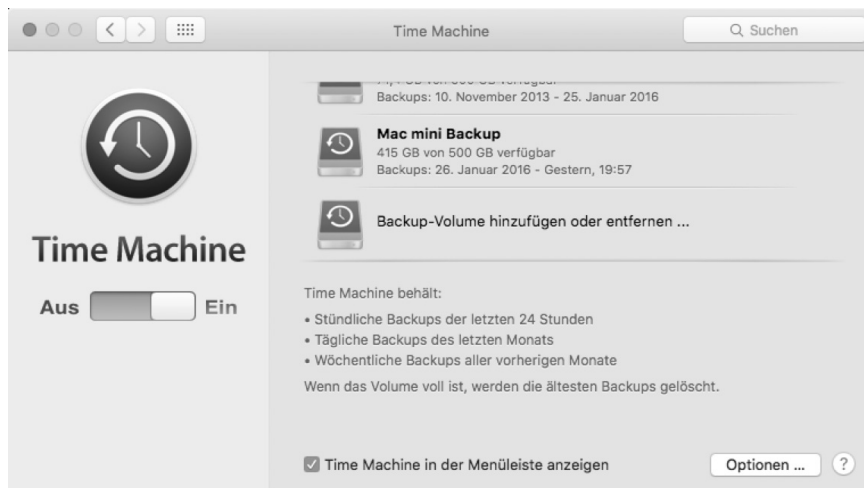 Time Machine
Suchen
Backups: 10. November 2013 - 25. Januar 2016
Mac mini Backup
415 GB von 500 GB verfügbar
Backups: 26. Januar 2016 - Gestern, 19:57
Backup-Volume hinzufügen oder entfernen ...
Time Machine
Aus Ein
Time Machine behält:
• Stündliche Backups der letzten 24 Stunden
• Tägliche Backups des letzten Monats
• Wöchentliche Backups aller vorherigen Monate
Wenn das Volume voll ist, werden die ältesten Backups gelöscht.
Time Machine in der Menüleiste anzeigen
Optionen ... ?